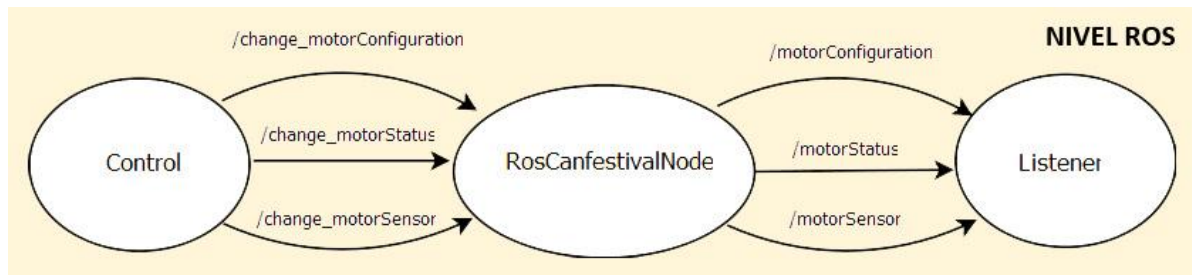 NIVEL ROS
/change_motorConfiguration
/motorConfiguration
/change_motorStatus
/motorStatus
Control
RosCanfestivalNode
Listener
/change_motorSensor
/motorSensor